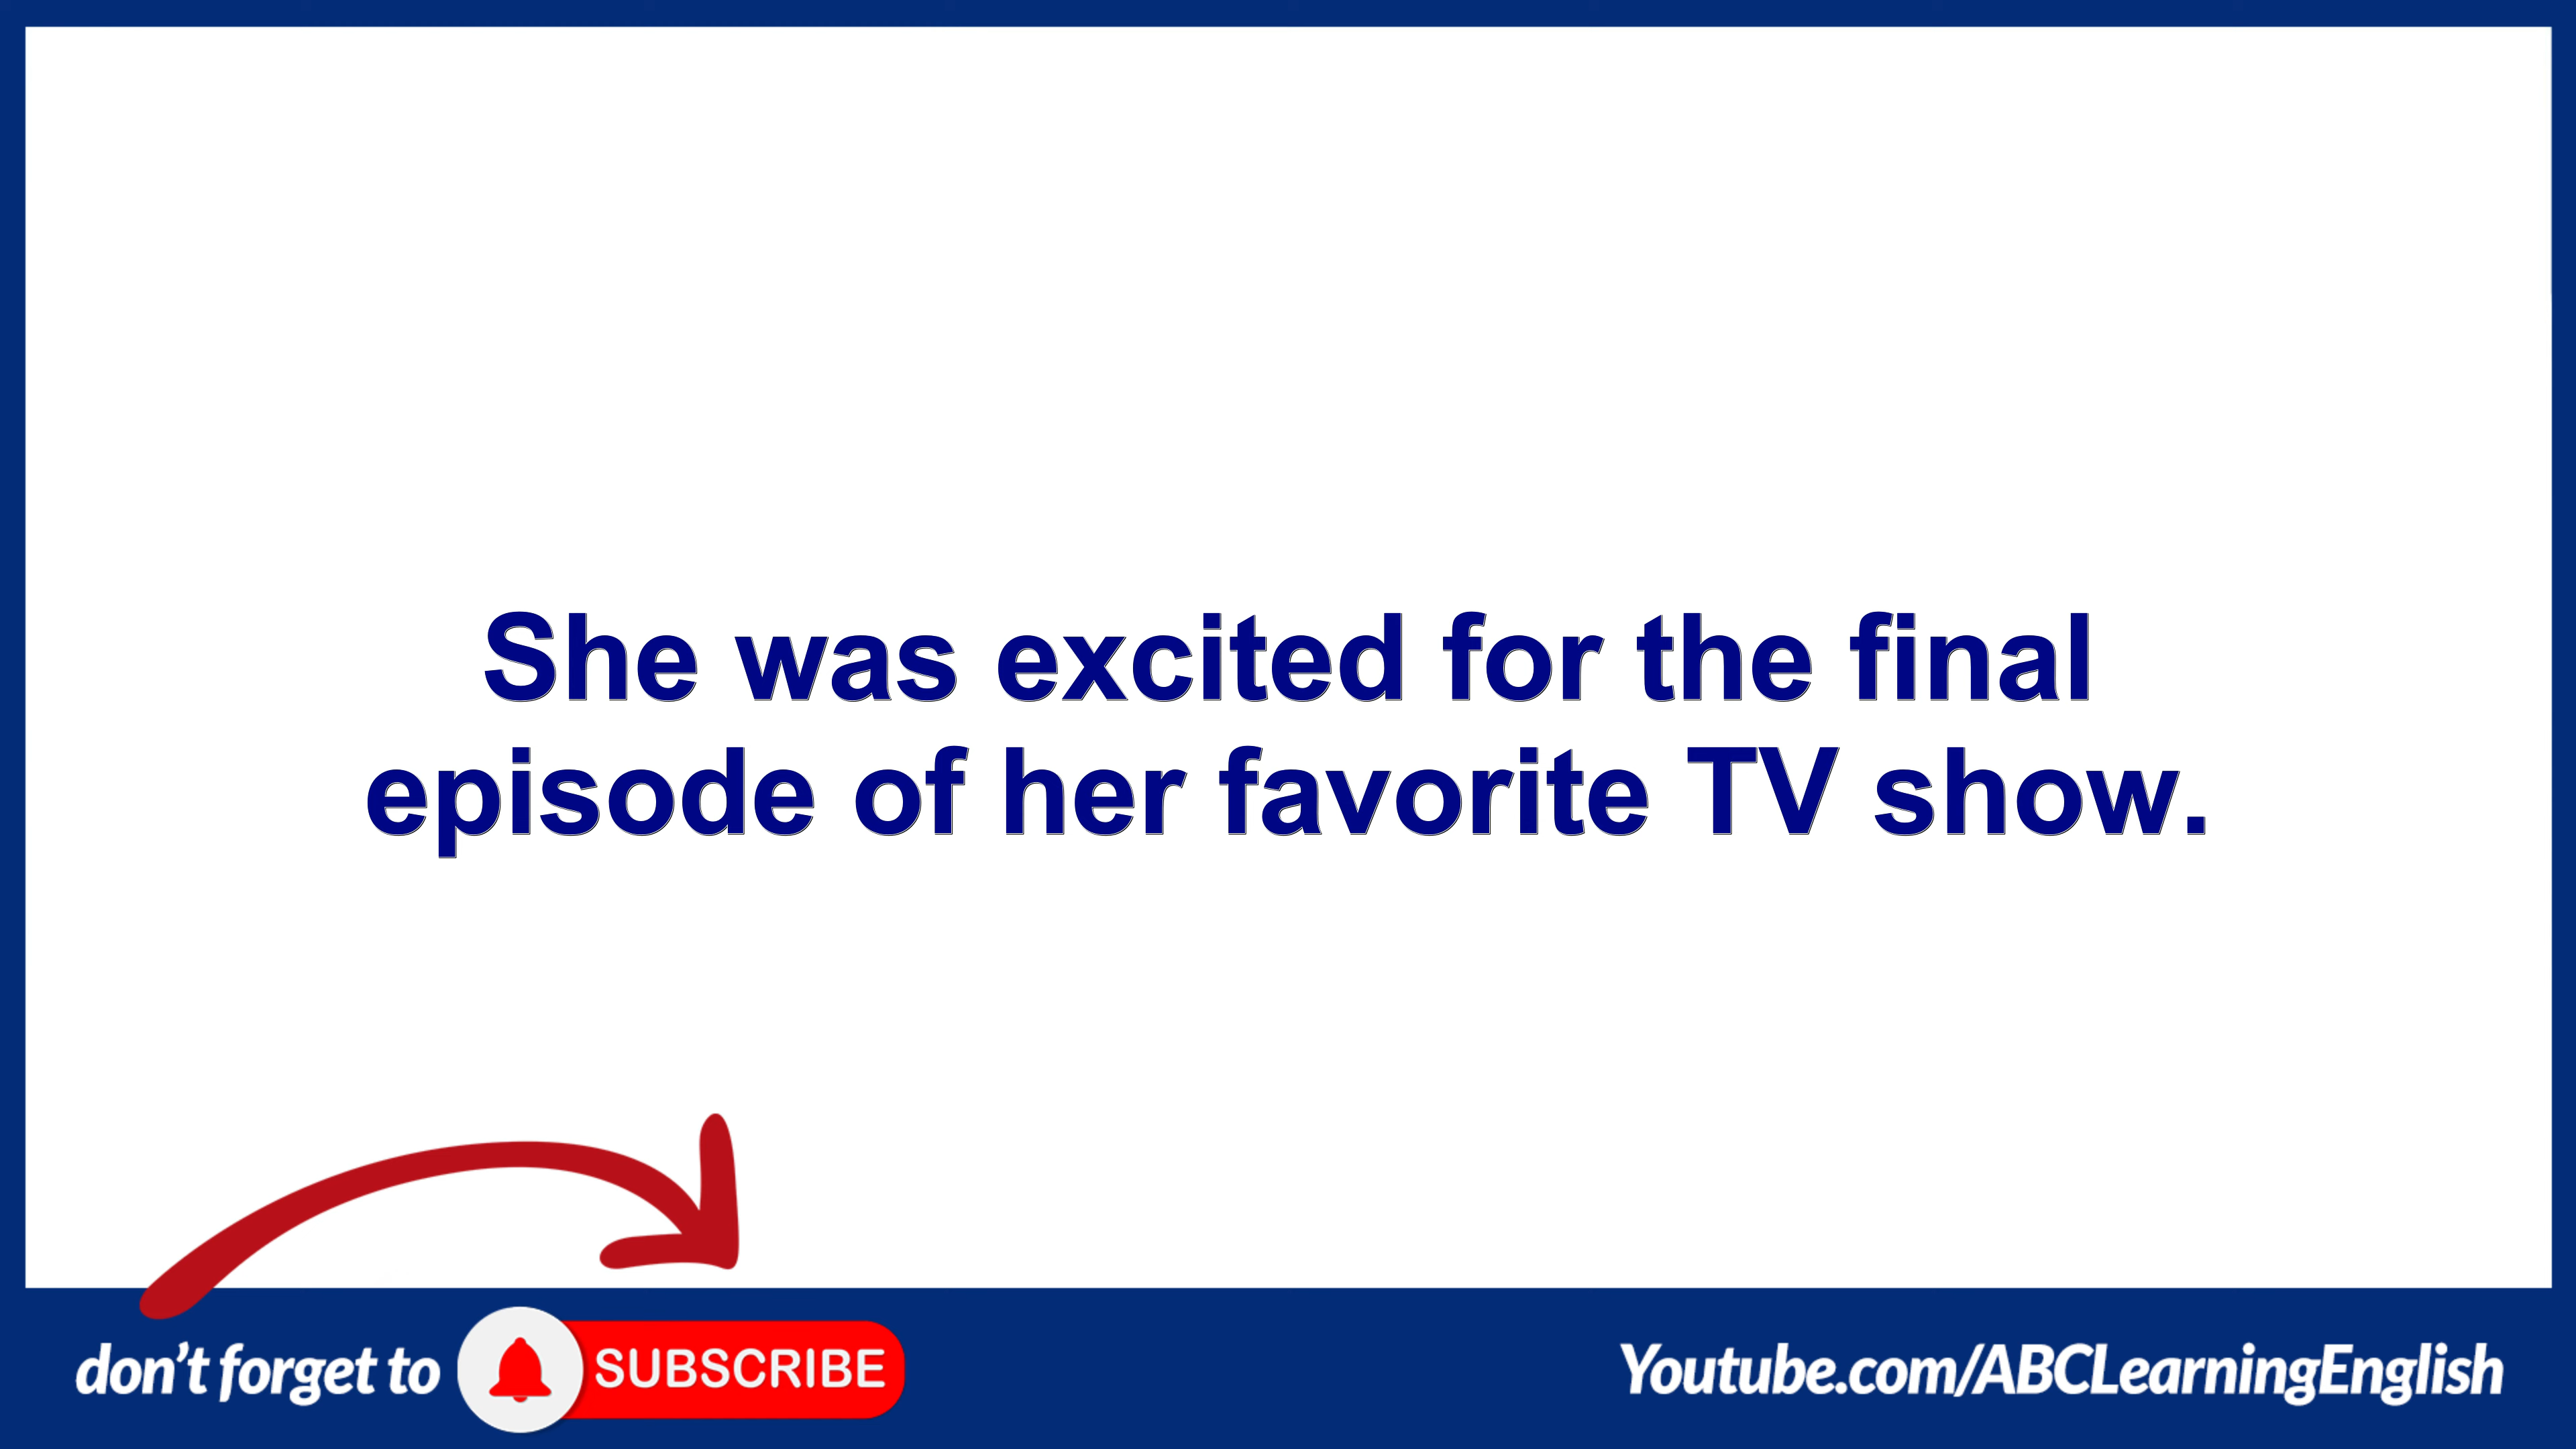 She was excited for the final
episode of her favorite TV show.
don't forget to SUBSCRIBE
Youtube.com/ABCLearningEnglish